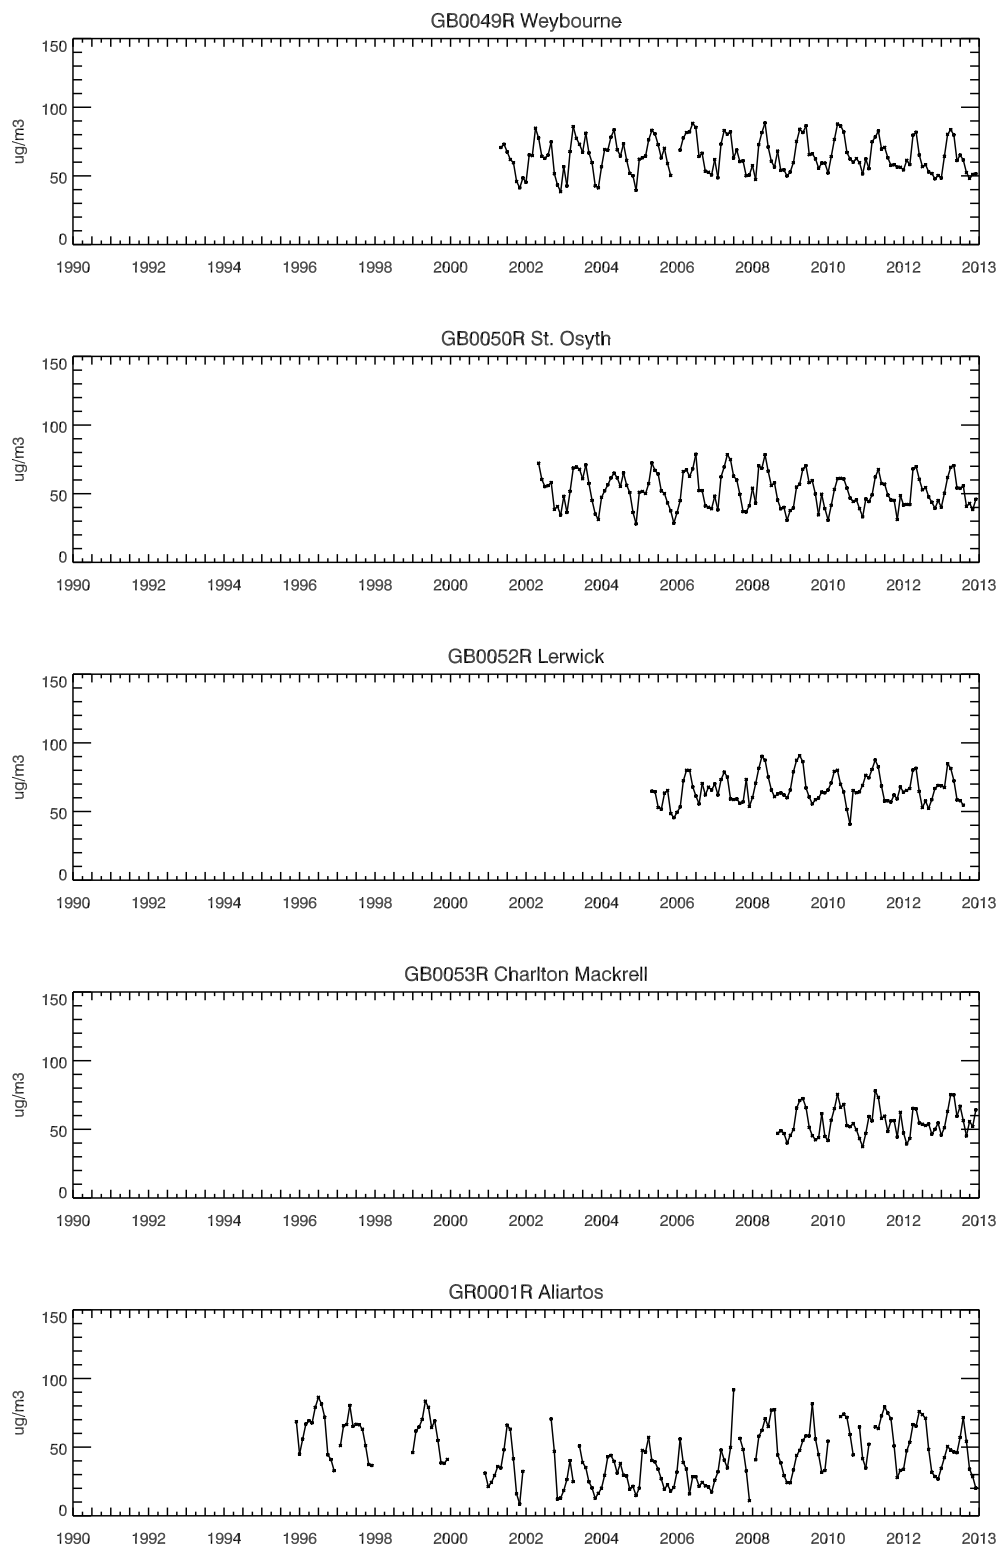 GB0049R Weybourne
150
100
ug/m3
50
0
1990 1992 1994 1996 1998 2000 2002 2004 2006 2008 2010 2012 2013
GB0050R St. Osyth
150
100
ug/m3
50
0
1990 1992 1994 1996 1998 2000 2002 2004 2006 2008 2010 2012 2013
GB0052R Lerwick
150
100
ug/m3
50
0
1990 1992 1994 1996 1998 2000 2002 2004 2006 2008 2010 2012 2013
GB0053R Charlton Mackrell
150
100
ug/m3
50
0
1990 1992 1994 1996 1998 2000 2002 2004 2006 2008 2010 2012 2013
GR0001R Aliartos
150
100
ug/m3
50
0
1990 1992 1994 1996 1998 2000 2002 2004 2006 2008 2010 2012 2013